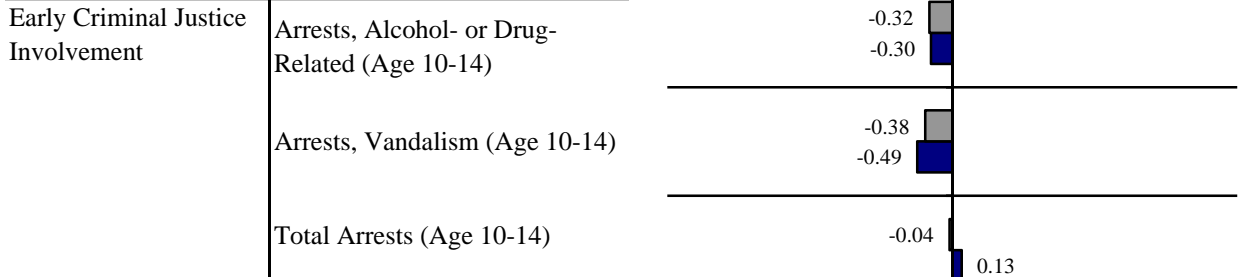 Early Criminal Justice
Involvement
Arrests, Alcohol- or Drug-
Related (Age 10-14)
-0.32
-0.30
Arrests, Vandalism (Age 10-14)
-0.38
-0.49
Total Arrests (Age 10-14)
-0.04
0.13